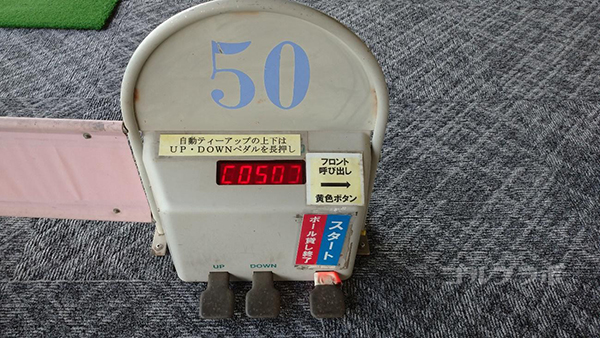 50
自動ティーアップの上下は
UP・DOWNペダルを長押し
C0507
フロント
呼び出し
→
黄色ボタン
スタート
ボール貸し終了
UP
DOWN